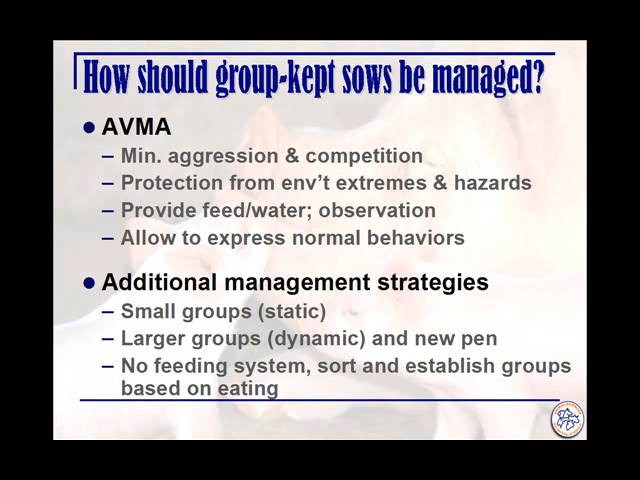 How should group-kept sows be managed?
AVMA
– Min. aggression & competition
– Protection from env’t extremes & hazards
– Provide feed/water; observation
– Allow to express normal behaviors
Additional management strategies
– Small groups (static)
– Larger groups (dynamic) and new pen
– No feeding system, sort and establish groups
based on eating